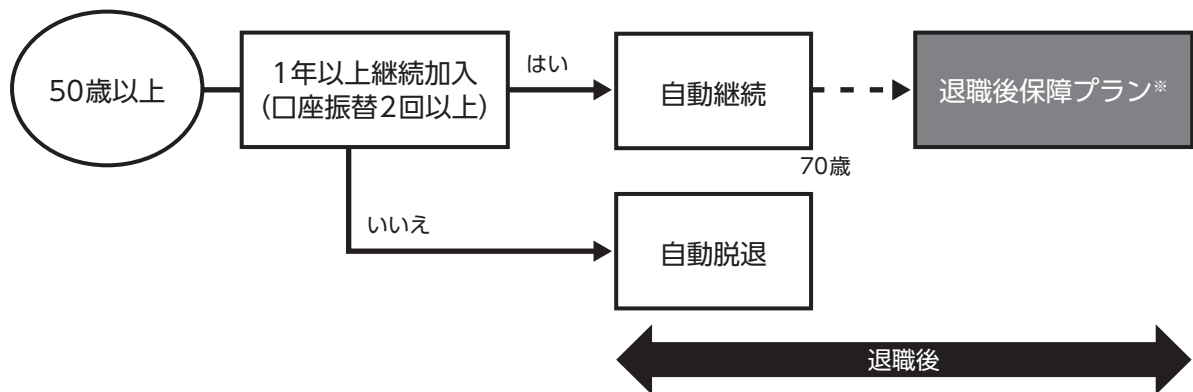 50歳以上
1年以上継続加入
(口座振替2回以上)
はい
自動継続
退職後保障プラン※
70歳
いいえ
自動脱退
退職後